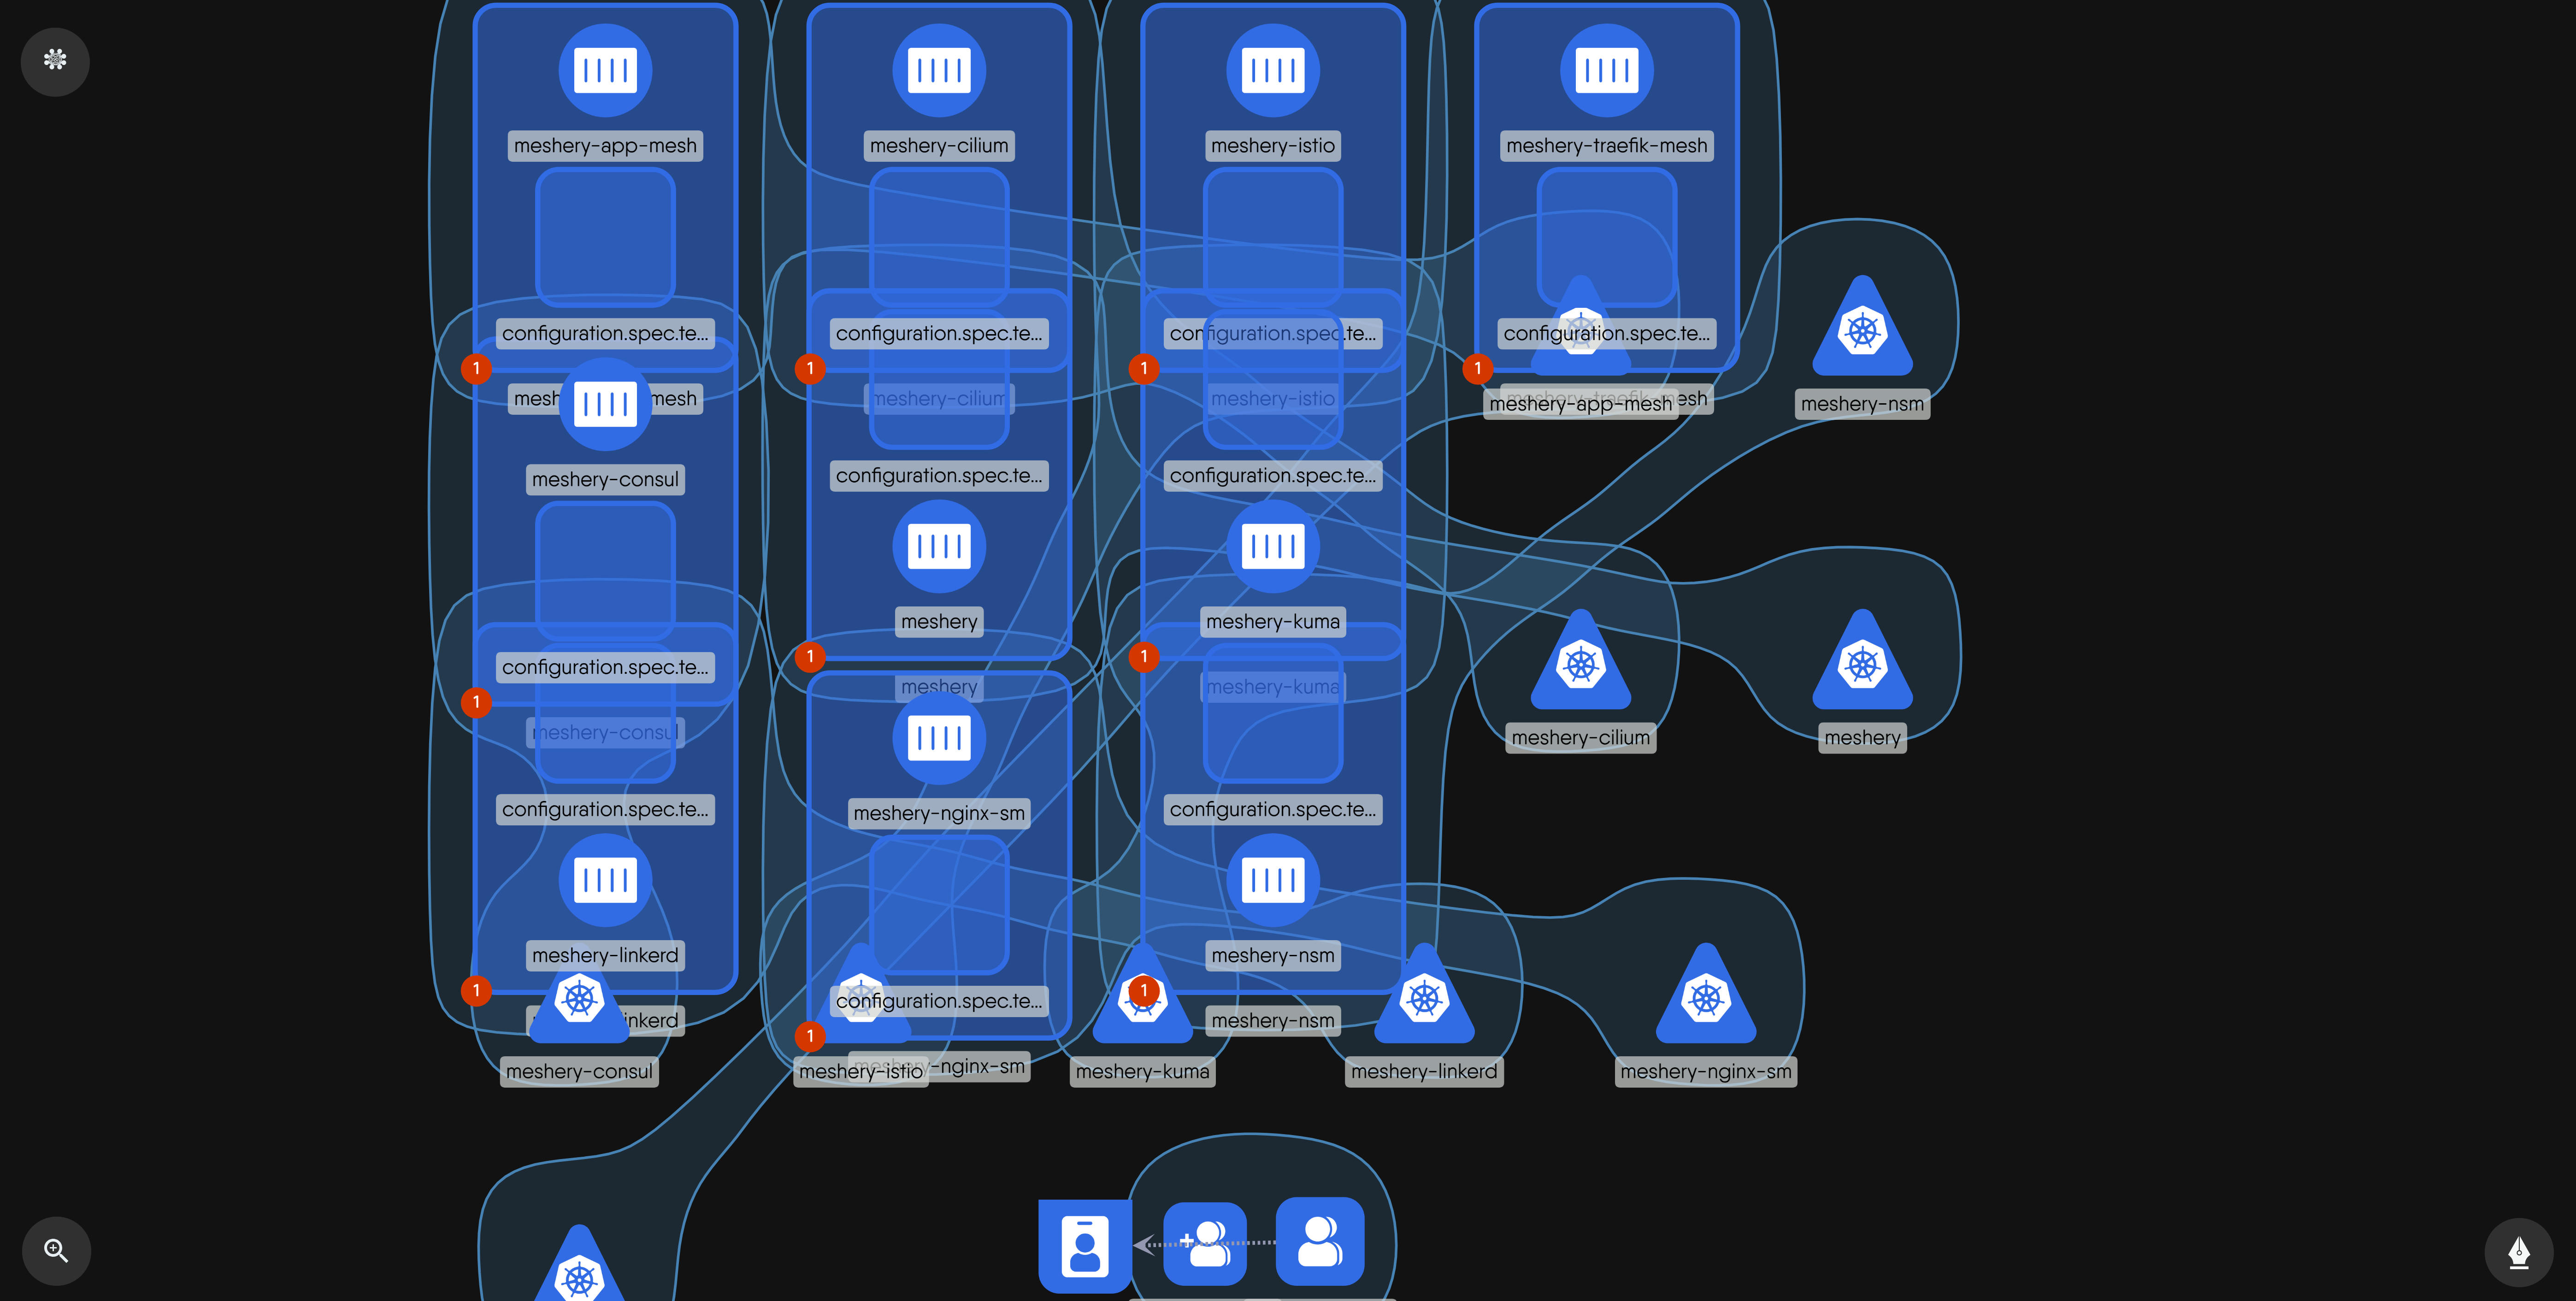 meshery-app-mesh
meshery-cilium
meshery-istio
meshery-traefik-mesh
configuration.spec.te...
configuration.spec.te...
configuration.spec.te...
configuration.spec.te...
1
1
1
1
meshery-cilium
meshery-istio
meshery-app-mesh
meshery-nsm
meshery-consul
configuration.spec.te...
configuration.spec.te...
meshery
meshery-kuma
configuration.spec.te...
1
1
1
meshery
meshery-kuma
meshery-consul
meshery-cilium
meshery
configuration.spec.te...
meshery-nginx-sm
configuration.spec.te...
meshery-linkerd
meshery-nsm
1
configuration.spec.te...
1
meshery-nsm
1
meshery-consul
meshery-istio
nginx-sm
meshery-kuma
meshery-linkerd
meshery-nginx-sm